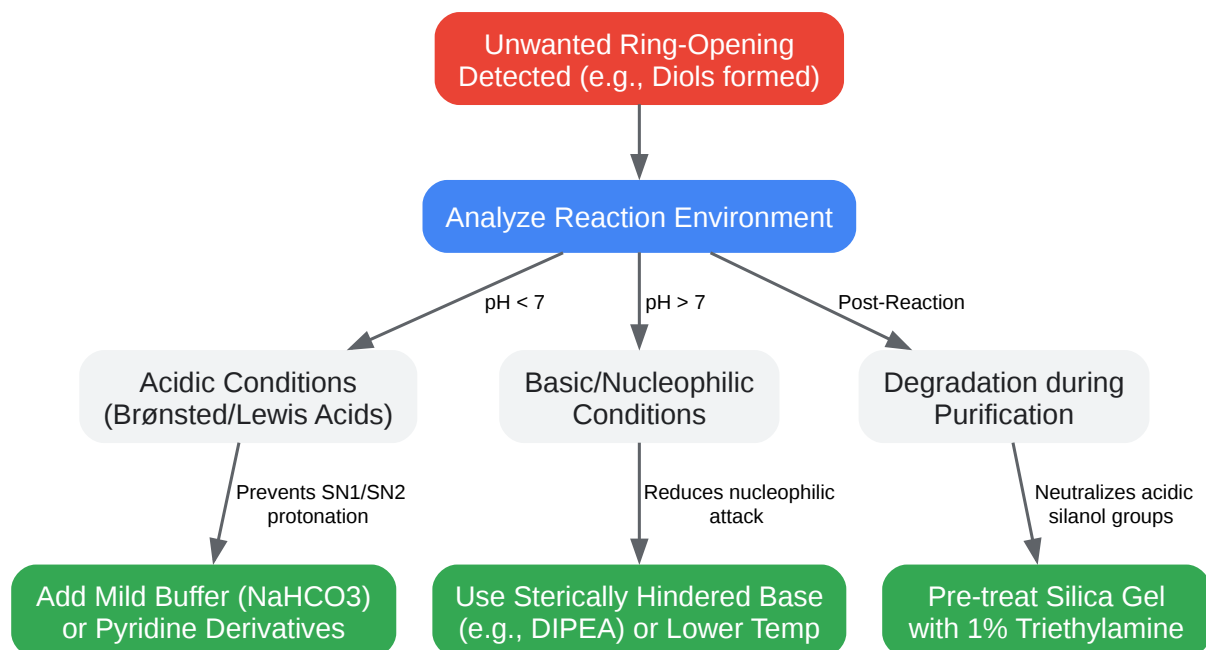 Unwanted Ring-Opening
Detected (e.g., Diols formed)
Analyze Reaction Environment
pH < 7
pH > 7
Post-Reaction
Acidic Conditions
(Brønsted/Lewis Acids)
Basic/Nucleophilic
Conditions
Degradation during
Purification
Prevents SN1/SN2
protonation
Reduces nucleophilic
attack
Neutralizes acidic
silanol groups
Add Mild Buffer (NaHCO3)
or Pyridine Derivatives
Use Sterically Hindered Base
(e.g., DIPEA) or Lower Temp
Pre-treat Silica Gel
with 1% Triethylamine